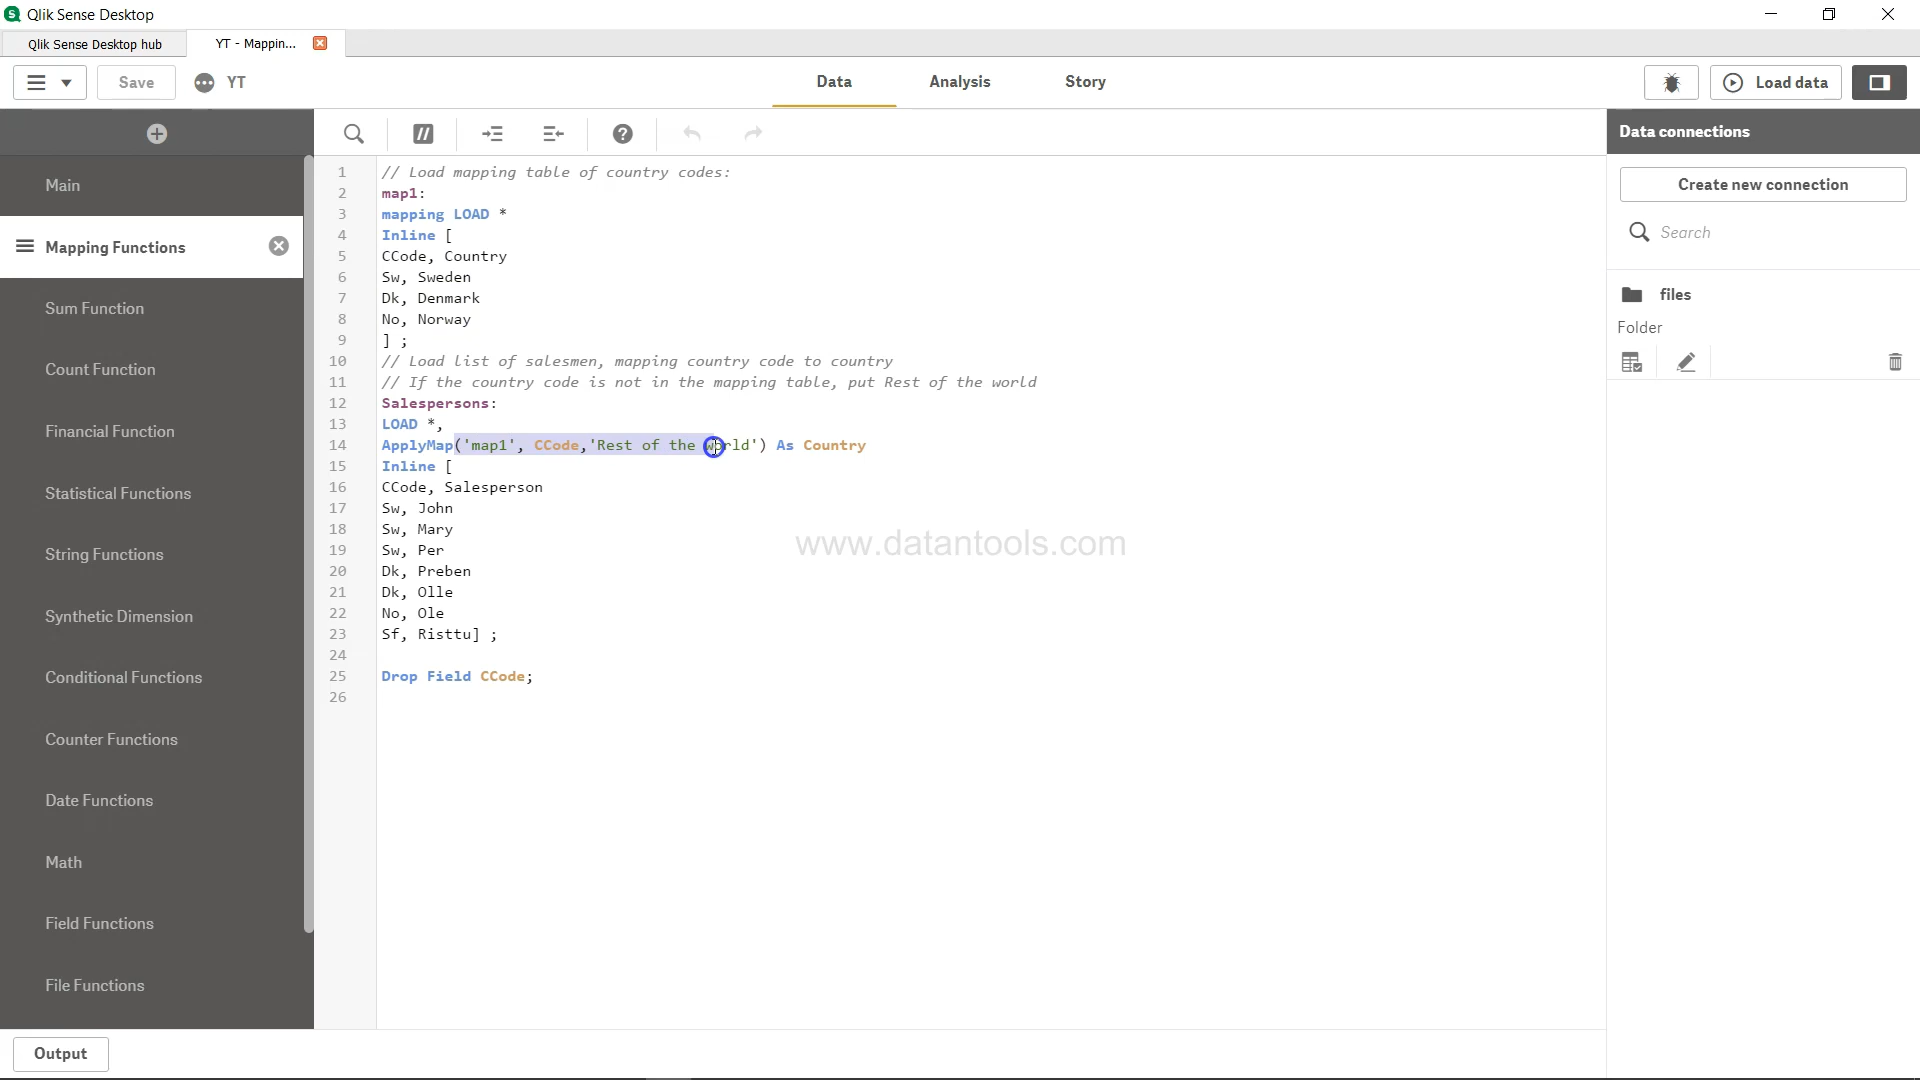 Qlik Sense Desktop
Qlik Sense Desktop hub
YT - Mappin...
Save
YT
Data
Analysis
Story
Load data
Main
Mapping Functions
Sum Function
Count Function
Financial Function
Statistical Functions
String Functions
Synthetic Dimension
Conditional Functions
Counter Functions
Date Functions
Math
Field Functions
File Functions
1 // Load mapping table of country codes:
2 map1:
3 mapping LOAD *
4 Inline [
5 CCode, Country
6 Sw, Sweden
7 Dk, Denmark
8 No, Norway
9 ] ;
10 // Load list of salesmen, mapping country code to country
11 // If the country code is not in the mapping table, put Rest of the world
12 Salespersons:
13 LOAD *,
14 ApplyMap('map1', CCode,'Rest of the world') As Country
15 Inline [
16 CCode, Salesperson
17 Sw, John
18 Sw, Mary
19 Sw, Per
20 Dk, Preben
21 Dk, Olle
22 No, Ole
23 Sf, Risttu] ;
24
25 Drop Field CCode;
26
www.datantools.com
Data connections
Create new connection
Search
files
Folder
Output